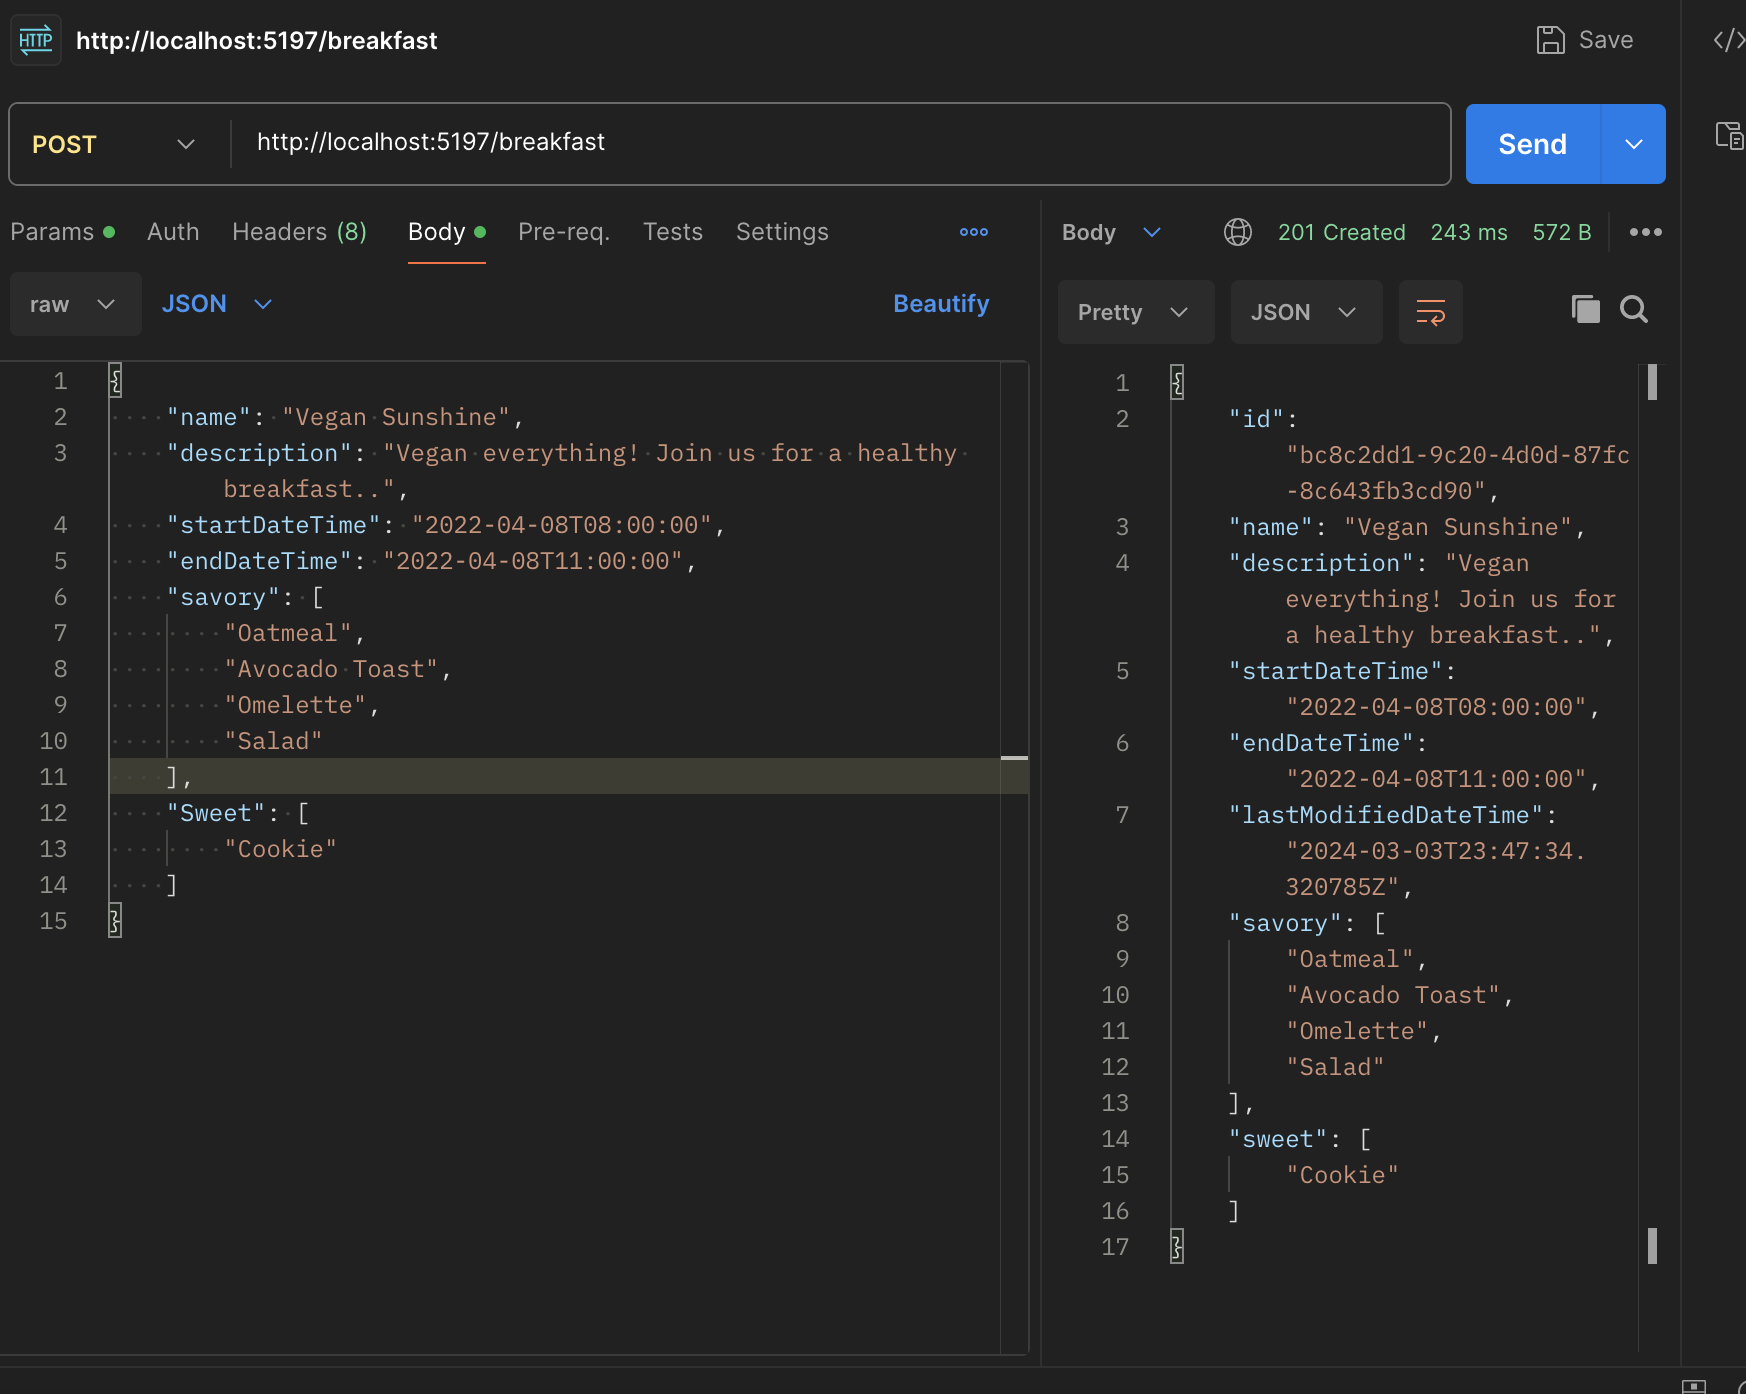 HTTP http://localhost:5197/breakfast Save
POST http://localhost:5197/breakfast Send
Params Auth Headers (8) Body Pre-req. Tests Settings
raw JSON Beautify
1 {
2 "name": "Vegan Sunshine",
3 "description": "Vegan everything! Join us for a healthy
breakfast..",
4 "startDateTime": "2022-04-08T08:00:00",
5 "endDateTime": "2022-04-08T11:00:00",
6 "savory": [
7 "Oatmeal",
8 "Avocado Toast",
9 "Omelette",
10 "Salad"
11 ],
12 "Sweet": [
13 "Cookie"
14 ]
15 }
Body 201 Created 243 ms 572 B
Pretty JSON
1 {
2 "id":
"bc8c2dd1-9c20-4d0d-87fc
-8c643fb3cd90",
3 "name": "Vegan Sunshine",
4 "description": "Vegan
everything! Join us for
a healthy breakfast..",
5 "startDateTime":
"2022-04-08T08:00:00",
6 "endDateTime":
"2022-04-08T11:00:00",
7 "lastModifiedDateTime":
"2024-03-03T23:47:34.
320785Z",
8 "savory": [
9 "Oatmeal",
10 "Avocado Toast",
11 "Omelette",
12 "Salad"
13 ],
14 "sweet": [
15 "Cookie"
16 ]
17 }